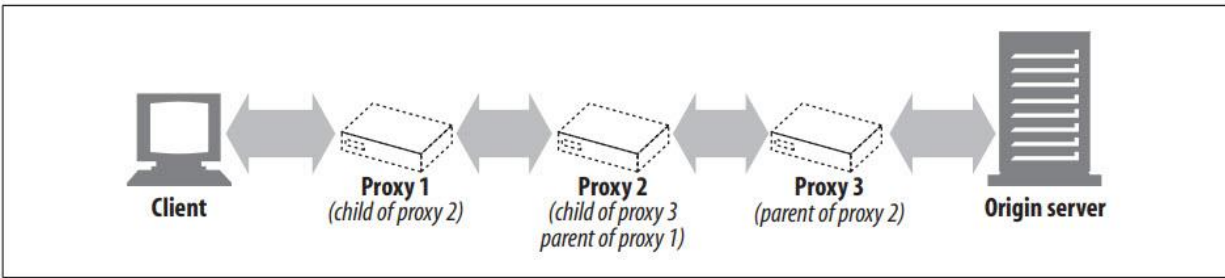 Client
Proxy 1
(child of proxy 2)
Proxy 2
(child of proxy 3
parent of proxy 1)
Proxy 3
(parent of proxy 2)
Origin server